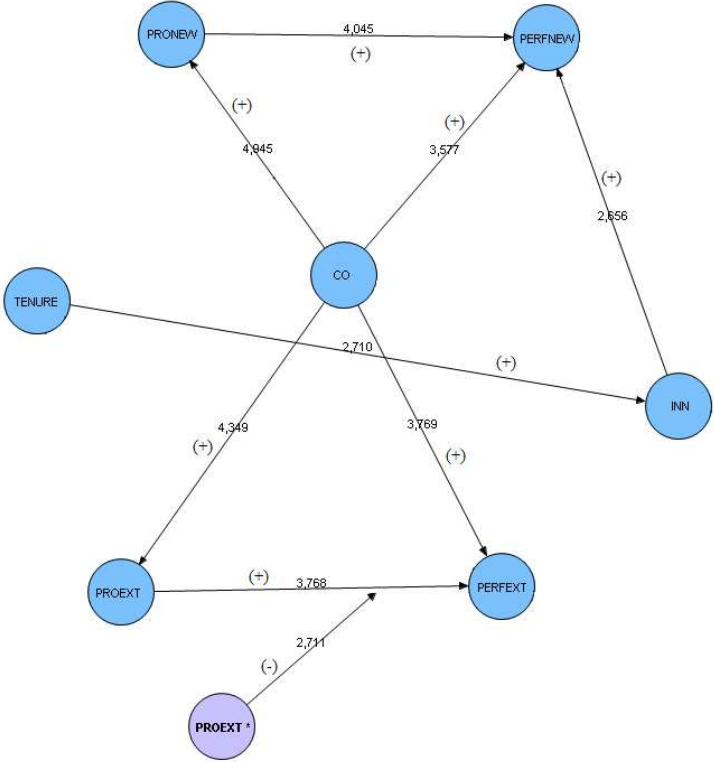 4,045
PRONEW
PERFNEW
(+)
(+)
(+)
4,945
3,577
(+)
2,656
CO
TENURE
2,710
(+)
INN
4,349
3,769
(+)
(+)
(+)
3,768
PROEXT
PERFEXT
2,711
(-)
PROEXT *